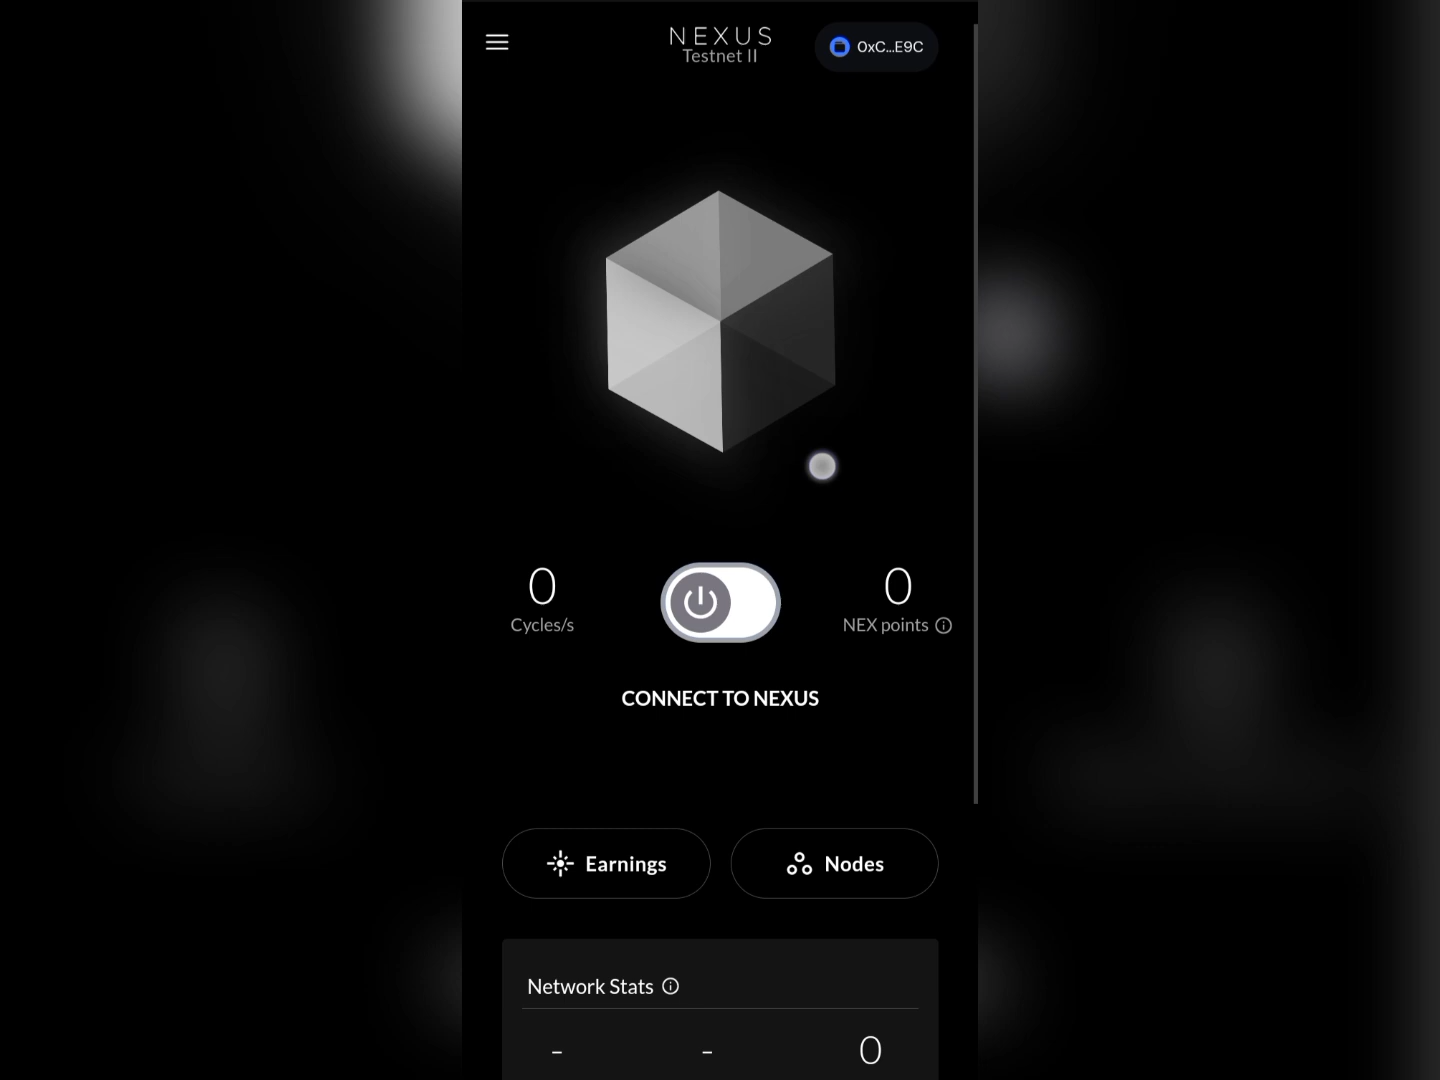 NEXUS
Testnet II
0xC...E9C
0
Cycles/s
0
NEX points
CONNECT TO NEXUS
Earnings
Nodes
Network Stats
-
-
0